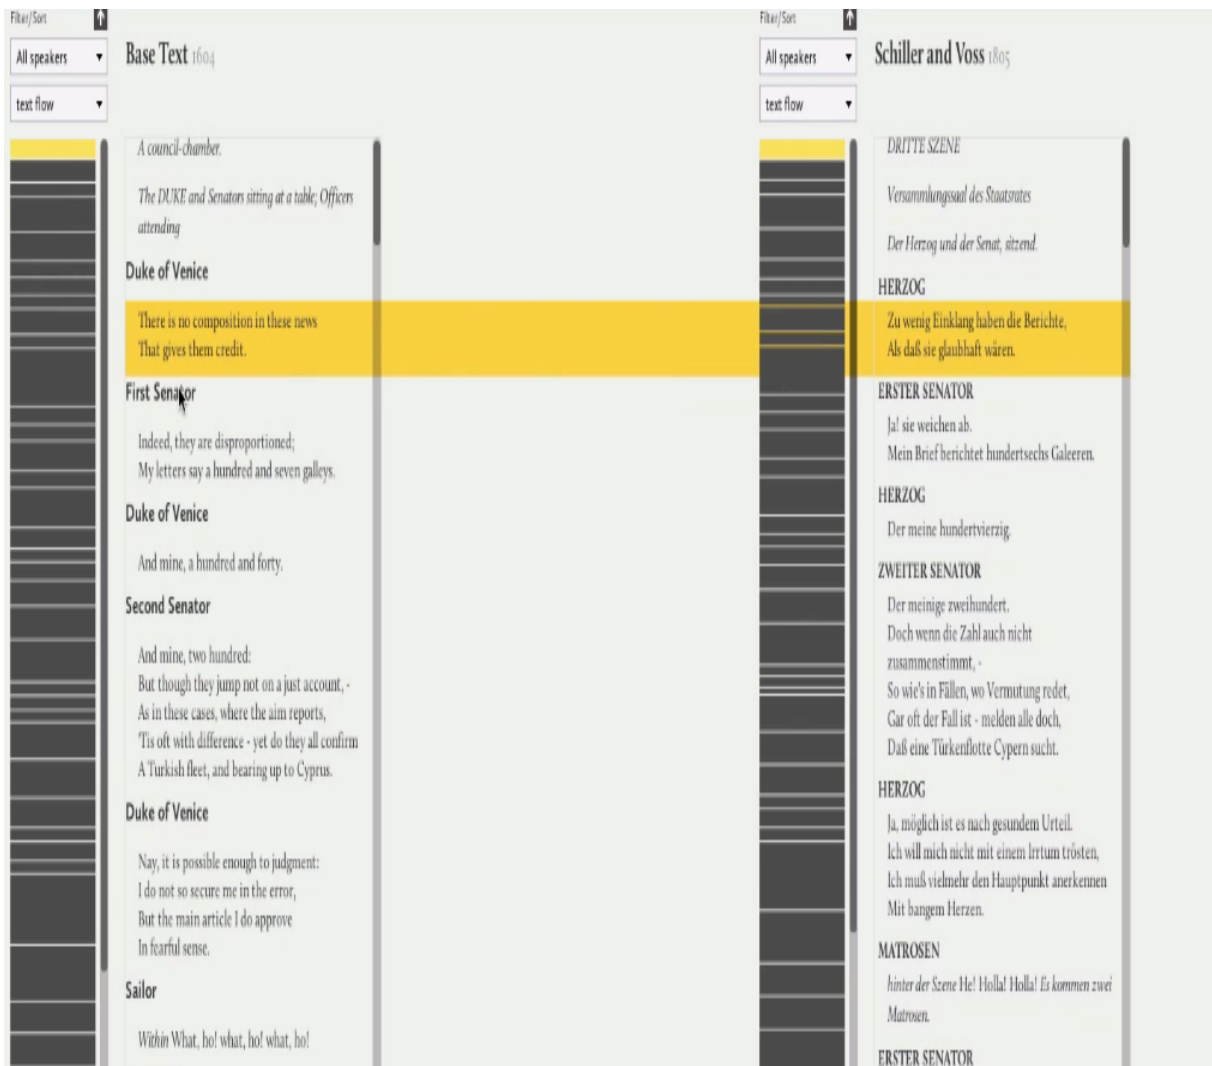 Filter/Sort
All speakers
text flow
Base Text 1604
A council-chamber.
The DUKE and Senators sitting at a table; Officers
attending
Duke of Venice
There is no composition in these news
That gives them credit.
First Senator
Indeed, they are disproportioned;
My letters say a hundred and seven galleys.
Duke of Venice
And mine, a hundred and forty.
Second Senator
And mine, two hundred:
But though they jump not on a just account, -
As in these cases, where the aim reports,
'Tis oft with difference - yet do they all confirm
A Turkish fleet, and bearing up to Cyprus.
Duke of Venice
Nay, it is possible enough to judgment:
I do not so secure me in the error,
But the main article I do approve
In fearful sense.
Sailor
Within What, ho! what, ho! what, ho!
Filter/Sort
All speakers
text flow
Schiller and Voss 1805
DRITTE SZENE
Versammlungssaal des Staatsrates
Der Herzog und der Senat, sitzend.
HERZOG
Zu wenig Einklang haben die Berichte,
Als daß sie glaubhaft wären.
ERSTER SENATOR
Ja! sie weichen ab.
Mein Brief berichtet hundertsechs Galeeren.
HERZOG
Der meine hundertvierzig.
ZWEITER SENATOR
Der meinige zweihundert.
Doch wenn die Zahl auch nicht
zusammenstimmt, -
So wie's in Fällen, wo Vermutung redet,
Gar oft der Fall ist - melden alle doch,
Daß eine Türkenflotte Cypern sucht.
HERZOG
Ja, möglich ist es nach gesundem Urteil.
Ich will mich nicht mit einem Irrtum trösten,
Ich muß vielmehr den Hauptpunkt anerkennen
Mit bangem Herzen.
MATROSEN
hinter der Szene He! Holla! Holla! Es kommen zwei
Matrosen.
ERSTER SENATOR